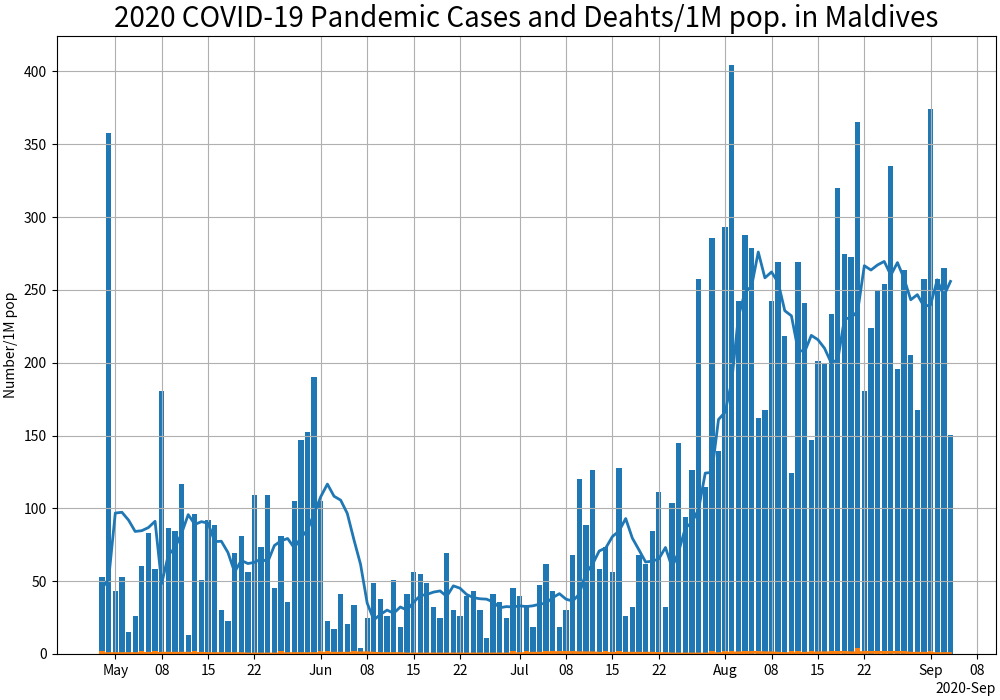 2020 COVID-19 Pandemic Cases and Deahts/1M pop. in Maldives
Number/1M pop
400
350
300
250
200
150
100
50
0
May 08 15 22 Jun 08 15 22 Jul 08 15 22 Aug 08 15 22 Sep 08
2020-Sep